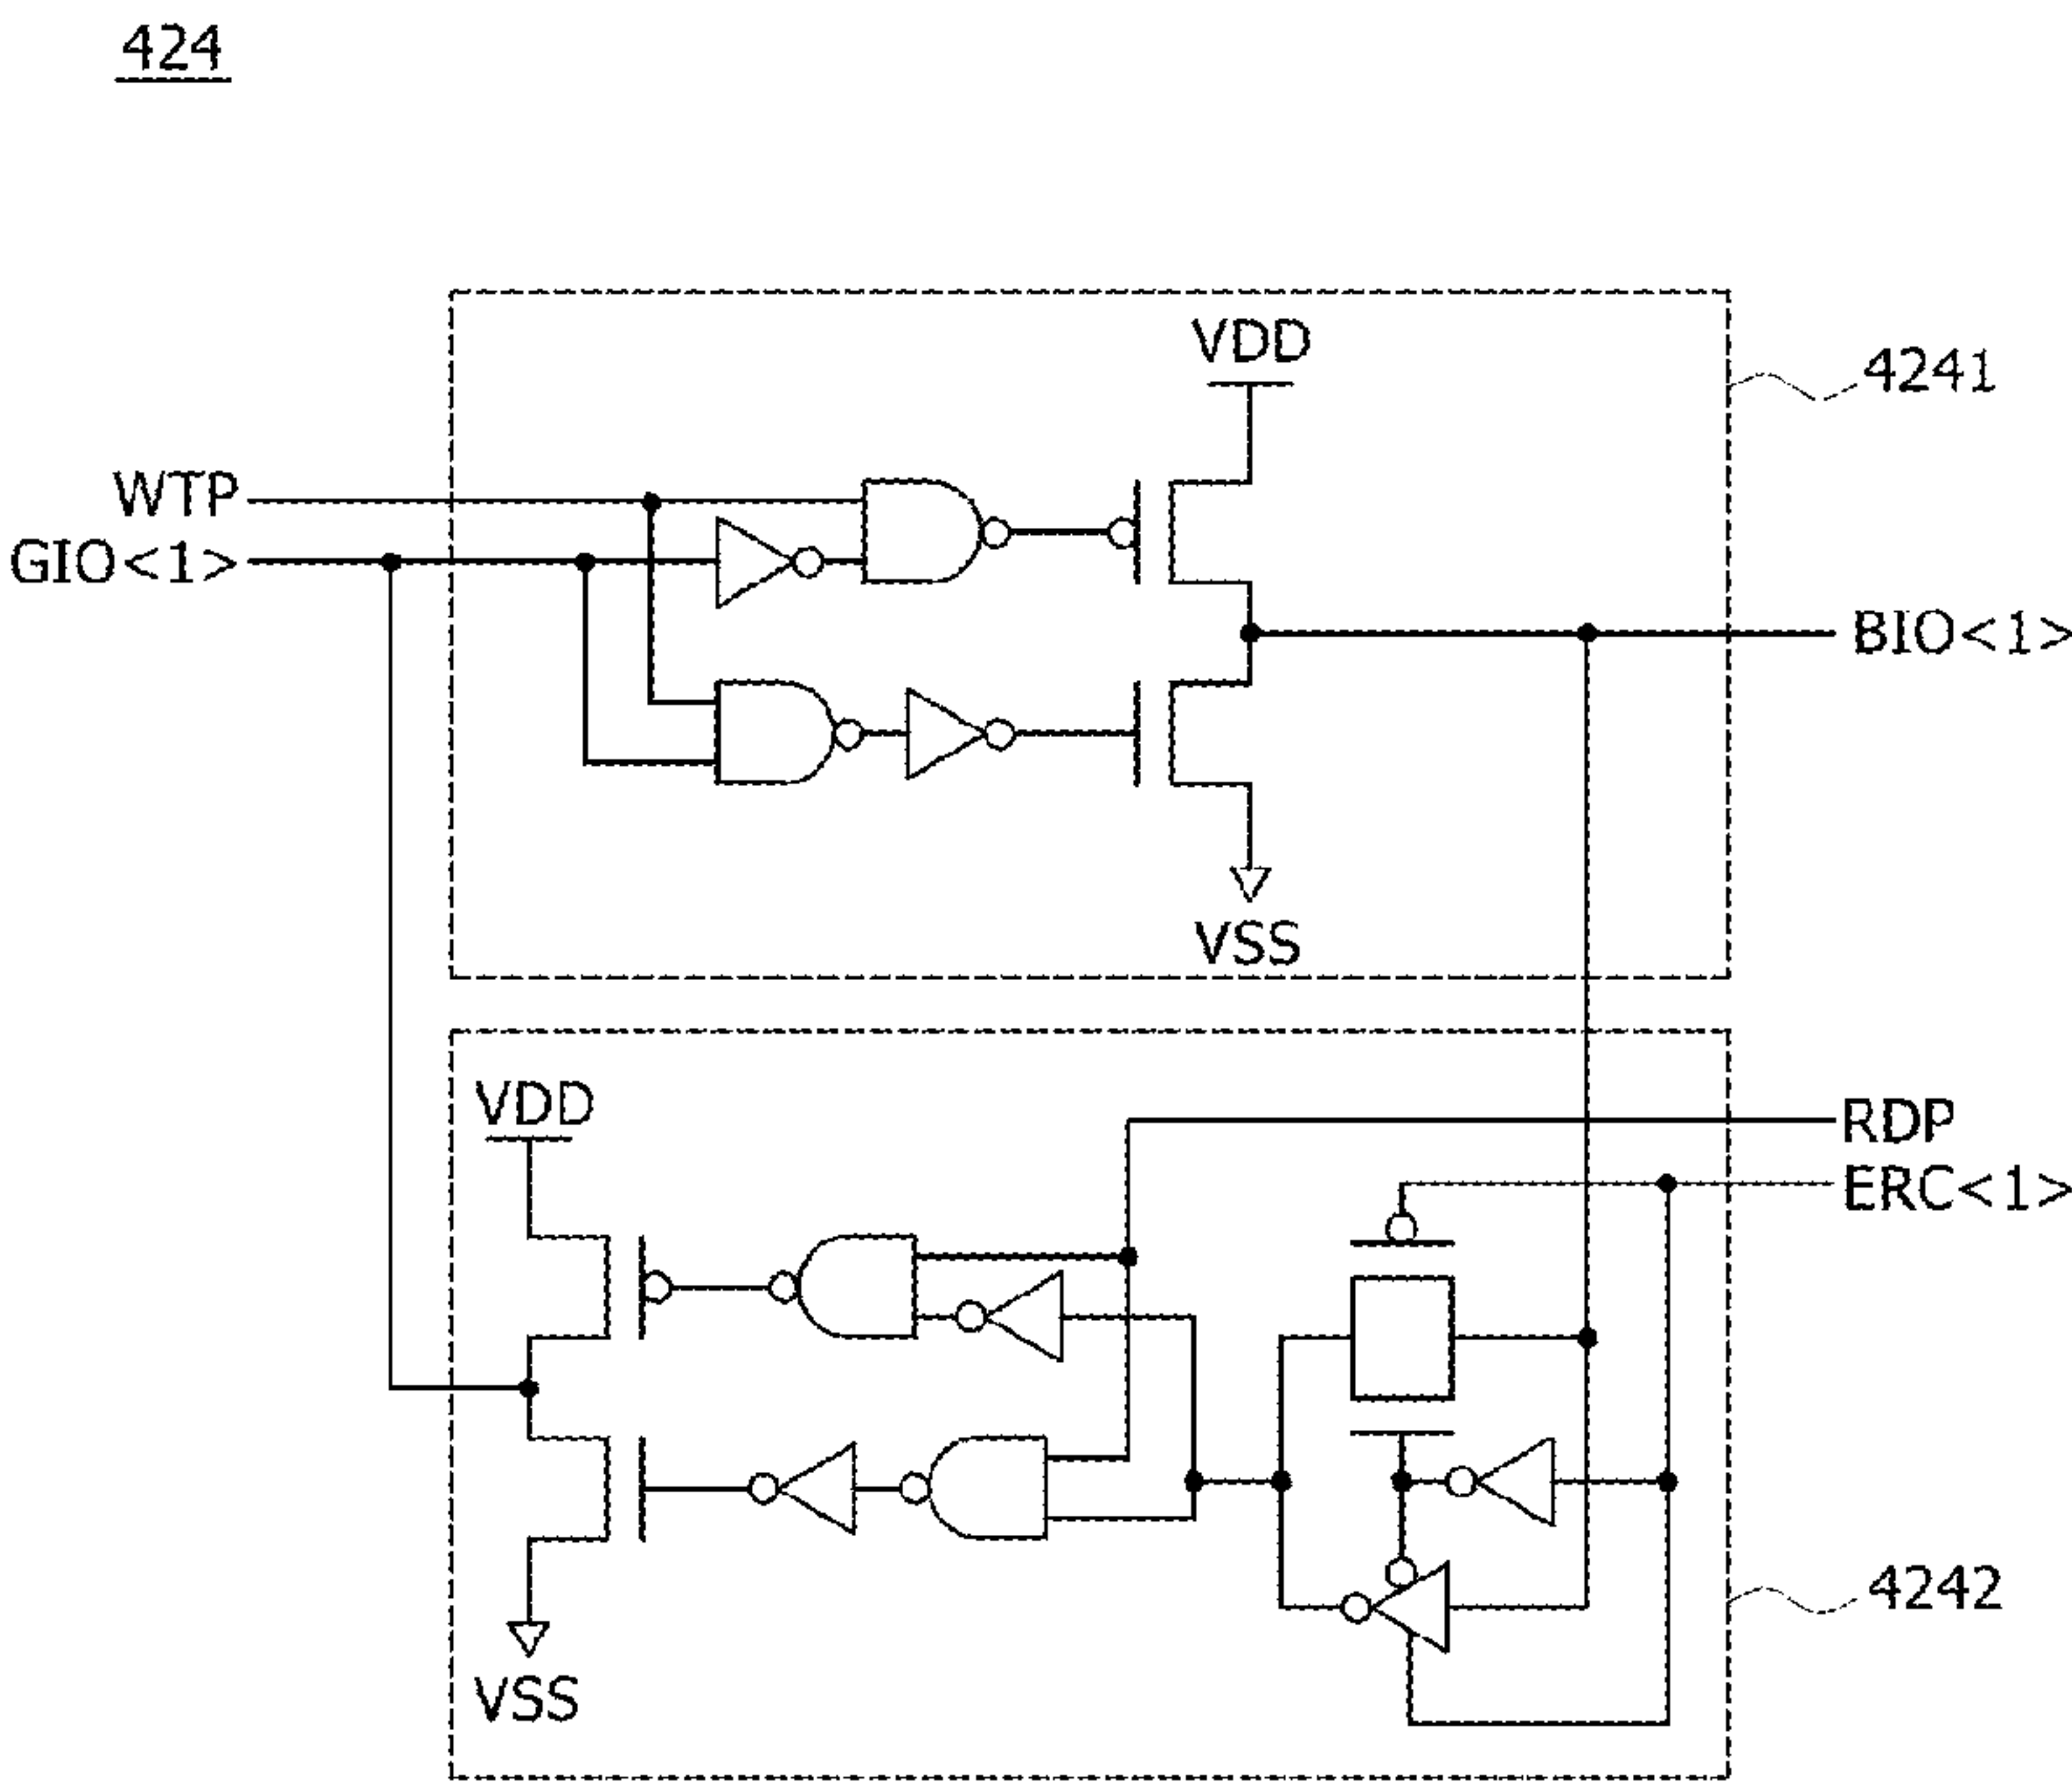 424
VDD
4241
WTP
GIO<1>
BIO<1>
VSS
VDD
RDP
ERC<1>
4242
VSS